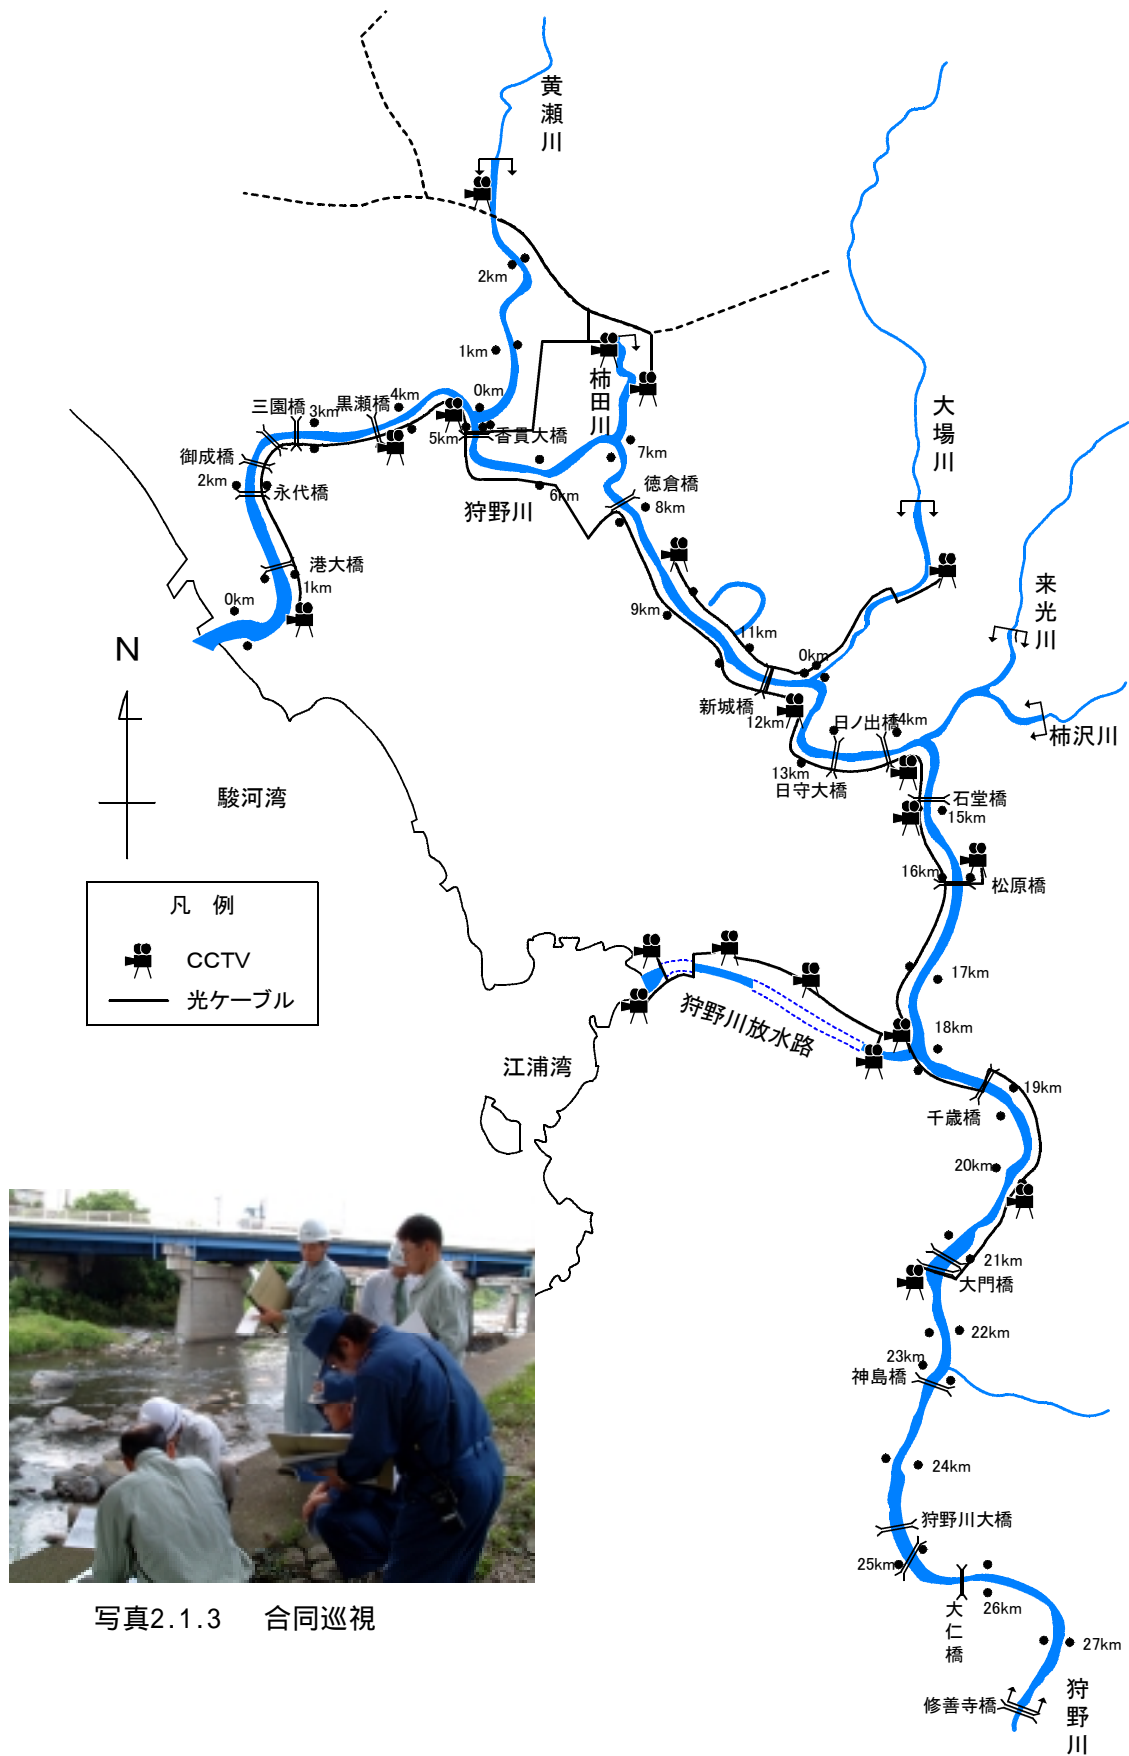 黄瀬川
2km
1km
0km
柿田川
大場川
三園橋
3km
黒瀬橋
4km
5km
香貫大橋
御成橋
2km
永代橋
7km
徳倉橋
6km
8km
狩野川
港大橋
1km
0km
来光川
9km
11km
0km
N
新城橋
12km
日ノ出橋
14km
柿沢川
13km
日守大橋
駿河湾
石堂橋
15km
16km
松原橋
凡 例
CCTV
光ケーブル
17km
狩野川放水路
18km
江浦湾
19km
千歳橋
20km
21km
大門橋
22km
23km
神島橋
24km
狩野川大橋
25km
大仁橋
26km
27km
修善寺橋
狩野川
写真2.1.3 合同巡視